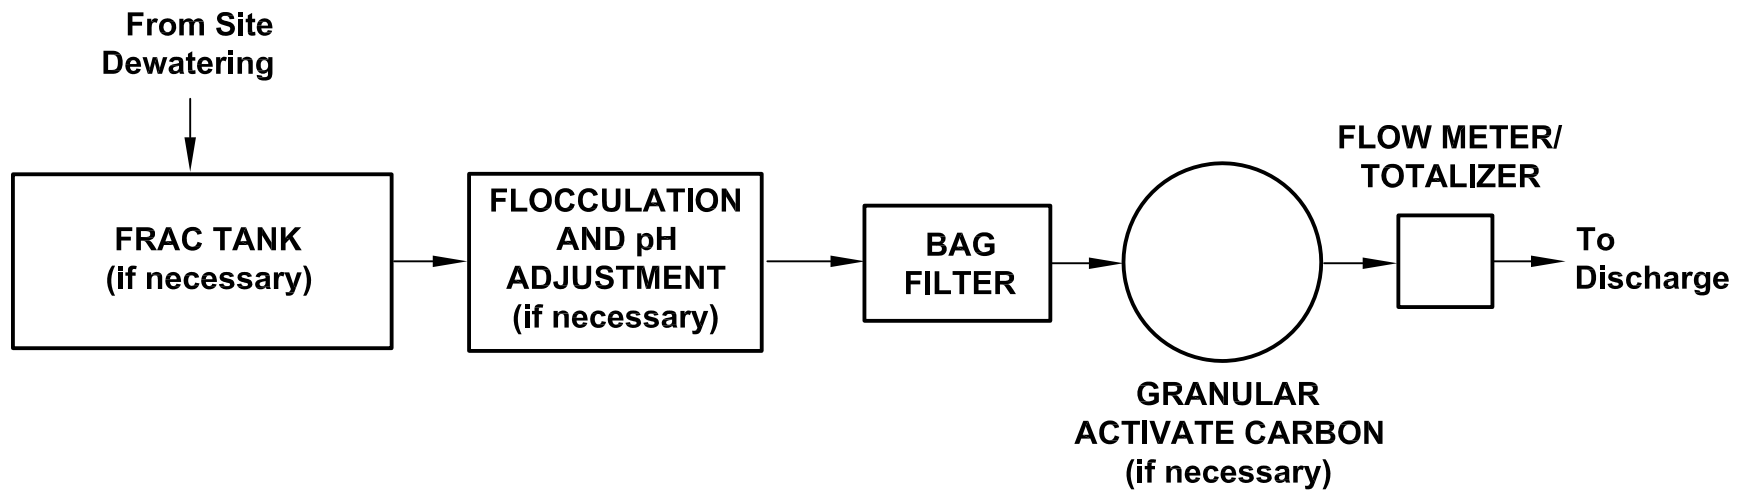 From Site
Dewatering
FRAC TANK
(if necessary)
FLOCCULATION
AND pH
ADJUSTMENT
(if necessary)
BAG
FILTER
GRANULAR
ACTIVATE CARBON
(if necessary)
FLOW METER/
TOTALIZER
To
Discharge